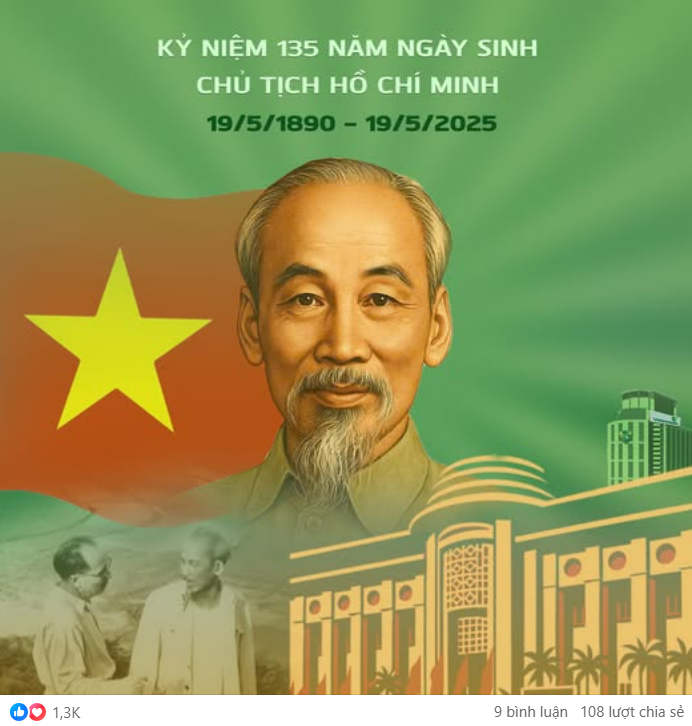 KỶ NIỆM 135 NĂM NGÀY SINH
CHỦ TỊCH HỒ CHÍ MINH
19/5/1890 – 19/5/2025
1,3K 9 bình luận 108 lượt chia sẻ